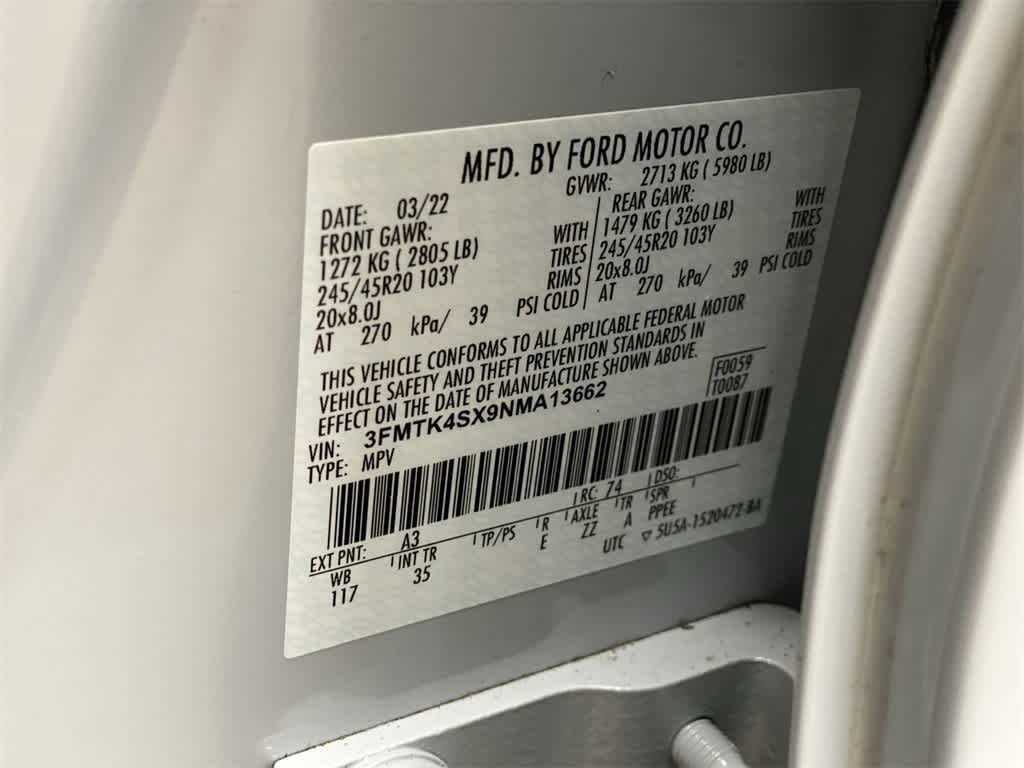 MFD. BY FORD MOTOR CO.
DATE: 03/22 GVWR: 2713 KG ( 5980 LB)
FRONT GAWR: REAR GAWR:
1272 KG ( 2805 LB) WITH 1479 KG ( 3260 LB) WITH
245/45R20 103Y TIRES 245/45R20 103Y TIRES
20x8.0J RIMS 20x8.0J RIMS
AT 270 kPa/ 39 PSI COLD AT 270 kPa/ 39 PSI COLD
THIS VEHICLE CONFORMS TO ALL APPLICABLE FEDERAL MOTOR
VEHICLE SAFETY AND THEFT PREVENTION STANDARDS IN
EFFECT ON THE DATE OF MANUFACTURE SHOWN ABOVE.
F0059
VIN: 3FMTK4SX9NMA13662 T0087
TYPE: MPV
EXT PNT: A3 RC: 74 DSO:
WB INT TR TP/PS R AXLE TR SPR
117 35 E ZZ A PPEE
UTC ▽ 5U5A-1520472-BA